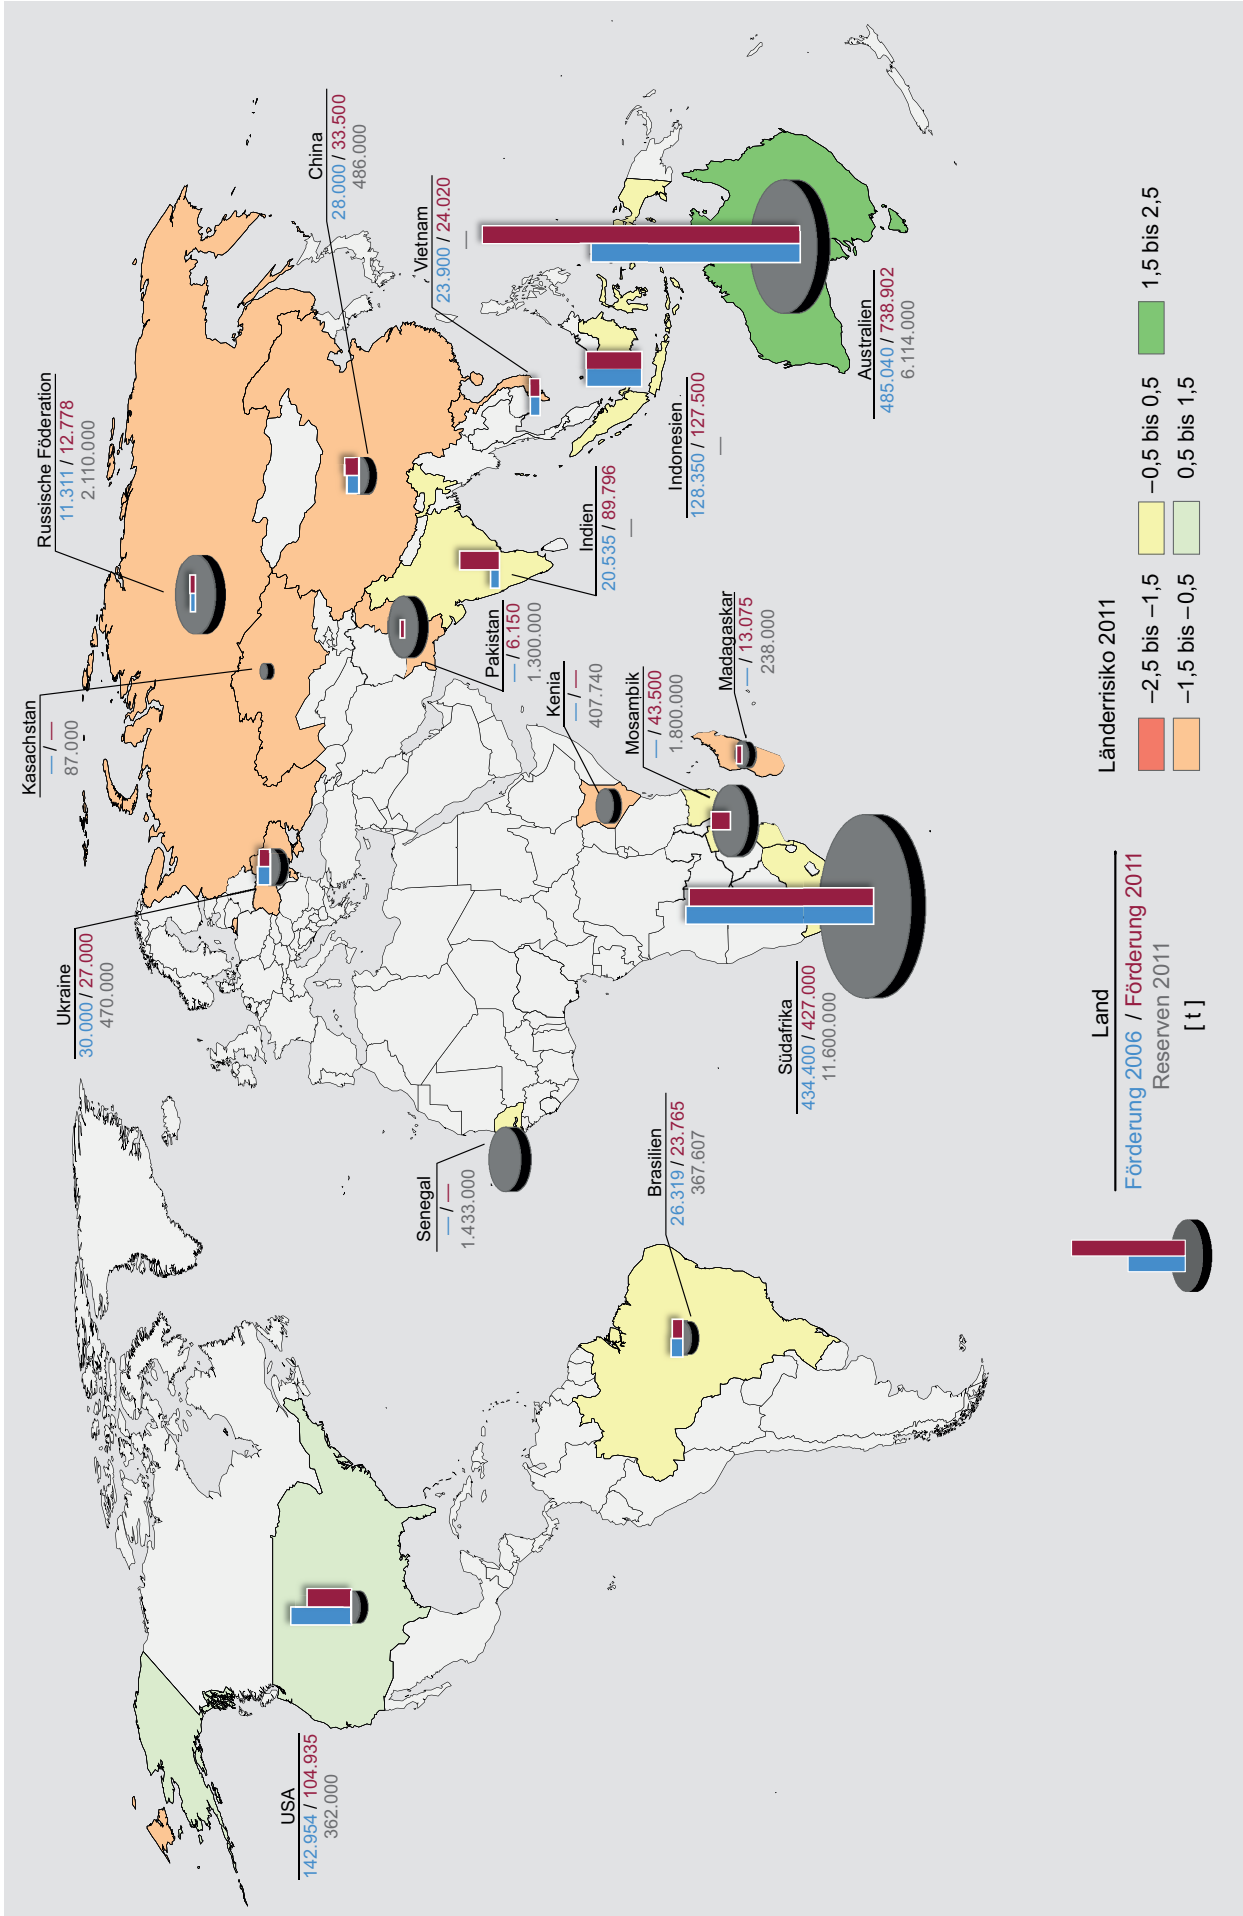 USA
142.954 / 104.935
362.000
Kasachstan
— / —
87.000
Russische Föderation
11.311 / 12.778
2.110.000
Ukraine
30.000 / 27.000
470.000
China
28.000 / 33.500
486.000
Vietnam
23.900 / 24.020
—
Senegal
— / —
1.433.000
Pakistan
— / 6.150
1.300.000
Indien
20.535 / 89.796
—
Kenia
— / —
407.740
Brasilien
26.319 / 23.765
367.607
Mosambik
— / 43.500
1.800.000
Indonesien
128.350 / 127.500
—
Madagaskar
— / 13.075
238.000
Südafrika
434.400 / 427.000
11.600.000
Australien
485.040 / 738.902
6.114.000
Land
Förderung 2006 / Förderung 2011
Reserven 2011
[ t ]
Länderrisiko 2011
–2,5 bis –1,5
–0,5 bis 0,5
1,5 bis 2,5
–1,5 bis –0,5
0,5 bis 1,5